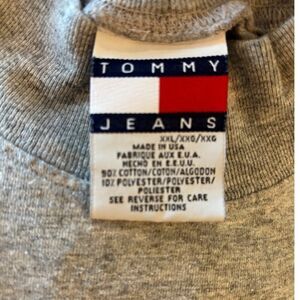 TOMMY
JEANS
XXL/XXG/XXG
MADE IN USA
FABRIQUE AUX E.U.A.
HECHO EN E.E.U.U.
90% COTTON/COTON/ALGODON
10% POLYESTER/POLYESTER/
POLIESTER
SEE REVERSE FOR CARE
INSTRUCTIONS